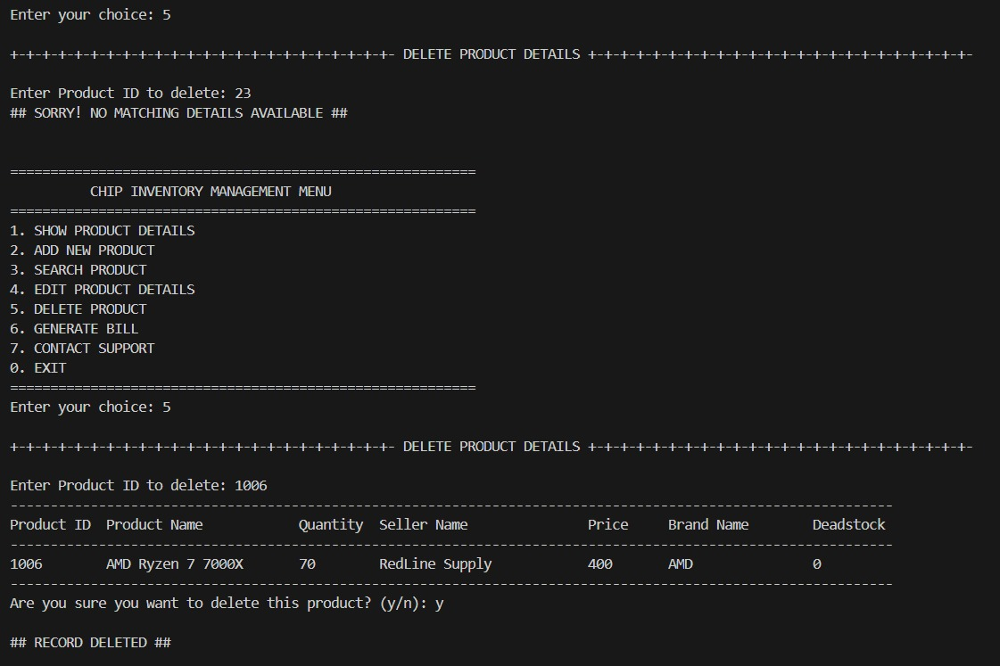 Enter your choice: 5
+-+-+-+-+-+-+-+-+-+-+-+-+-+-+-+-+-+-+-+-+-+-+-+- DELETE PRODUCT DETAILS +-+-+-+-+-+-+-+-+-+-+-+-+-+-+-+-+-+-+-+-+-+-+-+-
Enter Product ID to delete: 23
## SORRY! NO MATCHING DETAILS AVAILABLE ##
==========================================================
CHIP INVENTORY MANAGEMENT MENU
==========================================================
1. SHOW PRODUCT DETAILS
2. ADD NEW PRODUCT
3. SEARCH PRODUCT
4. EDIT PRODUCT DETAILS
5. DELETE PRODUCT
6. GENERATE BILL
7. CONTACT SUPPORT
0. EXIT
==========================================================
Enter your choice: 5
+-+-+-+-+-+-+-+-+-+-+-+-+-+-+-+-+-+-+-+-+-+-+-+- DELETE PRODUCT DETAILS +-+-+-+-+-+-+-+-+-+-+-+-+-+-+-+-+-+-+-+-+-+-+-+-
Enter Product ID to delete: 1006
--------------------------------------------------------------------------------------------------------------
Product ID  Product Name            Quantity  Seller Name               Price     Brand Name        Deadstock
--------------------------------------------------------------------------------------------------------------
1006        AMD Ryzen 7 7000X       70        RedLine Supply            400       AMD               0
--------------------------------------------------------------------------------------------------------------
Are you sure you want to delete this product? (y/n): y
## RECORD DELETED ##